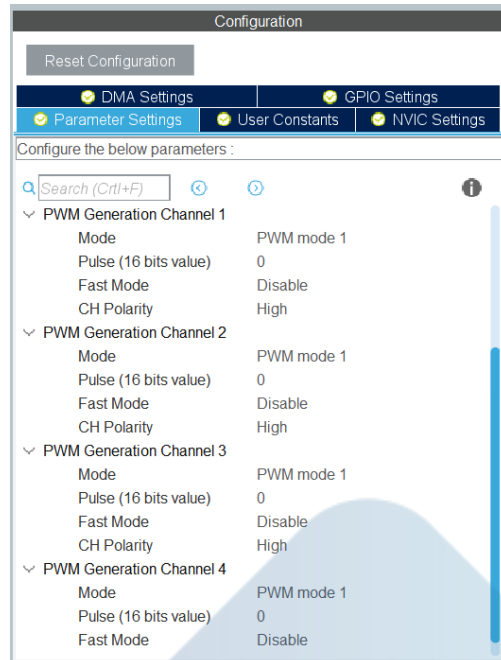 Configuration
Reset Configuration
DMA Settings GPIO Settings
Parameter Settings User Constants NVIC Settings
Configure the below parameters :
Search (Crtl+F)
PWM Generation Channel 1
Mode PWM mode 1
Pulse (16 bits value) 0
Fast Mode Disable
CH Polarity High
PWM Generation Channel 2
Mode PWM mode 1
Pulse (16 bits value) 0
Fast Mode Disable
CH Polarity High
PWM Generation Channel 3
Mode PWM mode 1
Pulse (16 bits value) 0
Fast Mode Disable
CH Polarity High
PWM Generation Channel 4
Mode PWM mode 1
Pulse (16 bits value) 0
Fast Mode Disable